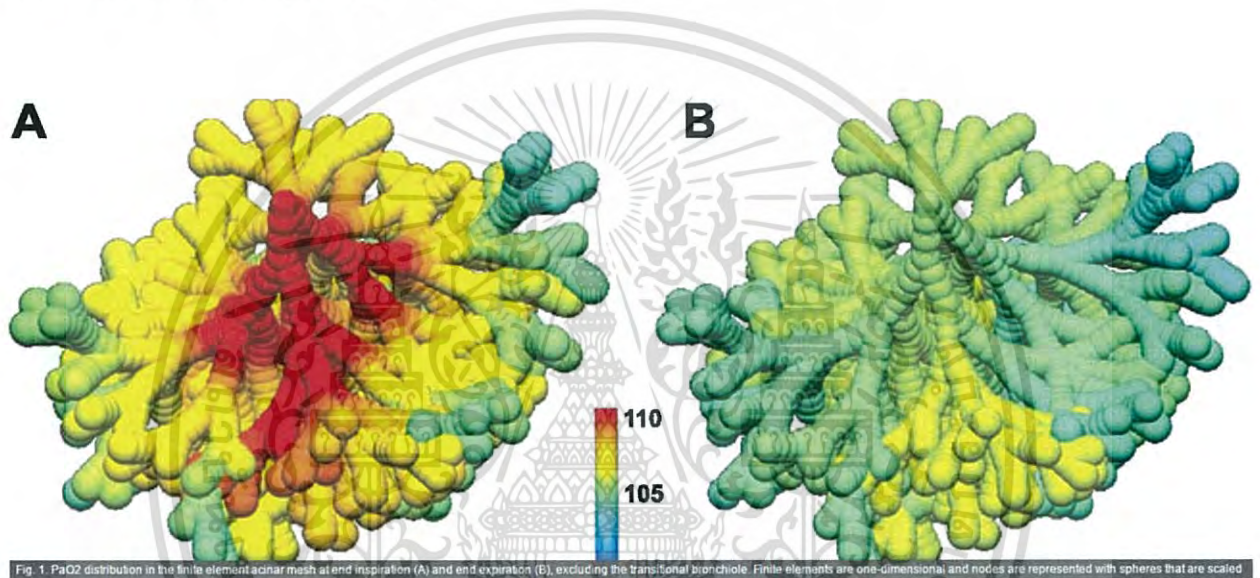 A
B
110
105
Fig. 1. PaO2 distribution in the finite element acinar mesh at end inspiration (A) and end expiration (B), excluding the transitional bronchiole. Finite elements are one-dimensional and nodes are represented with spheres that are scaled